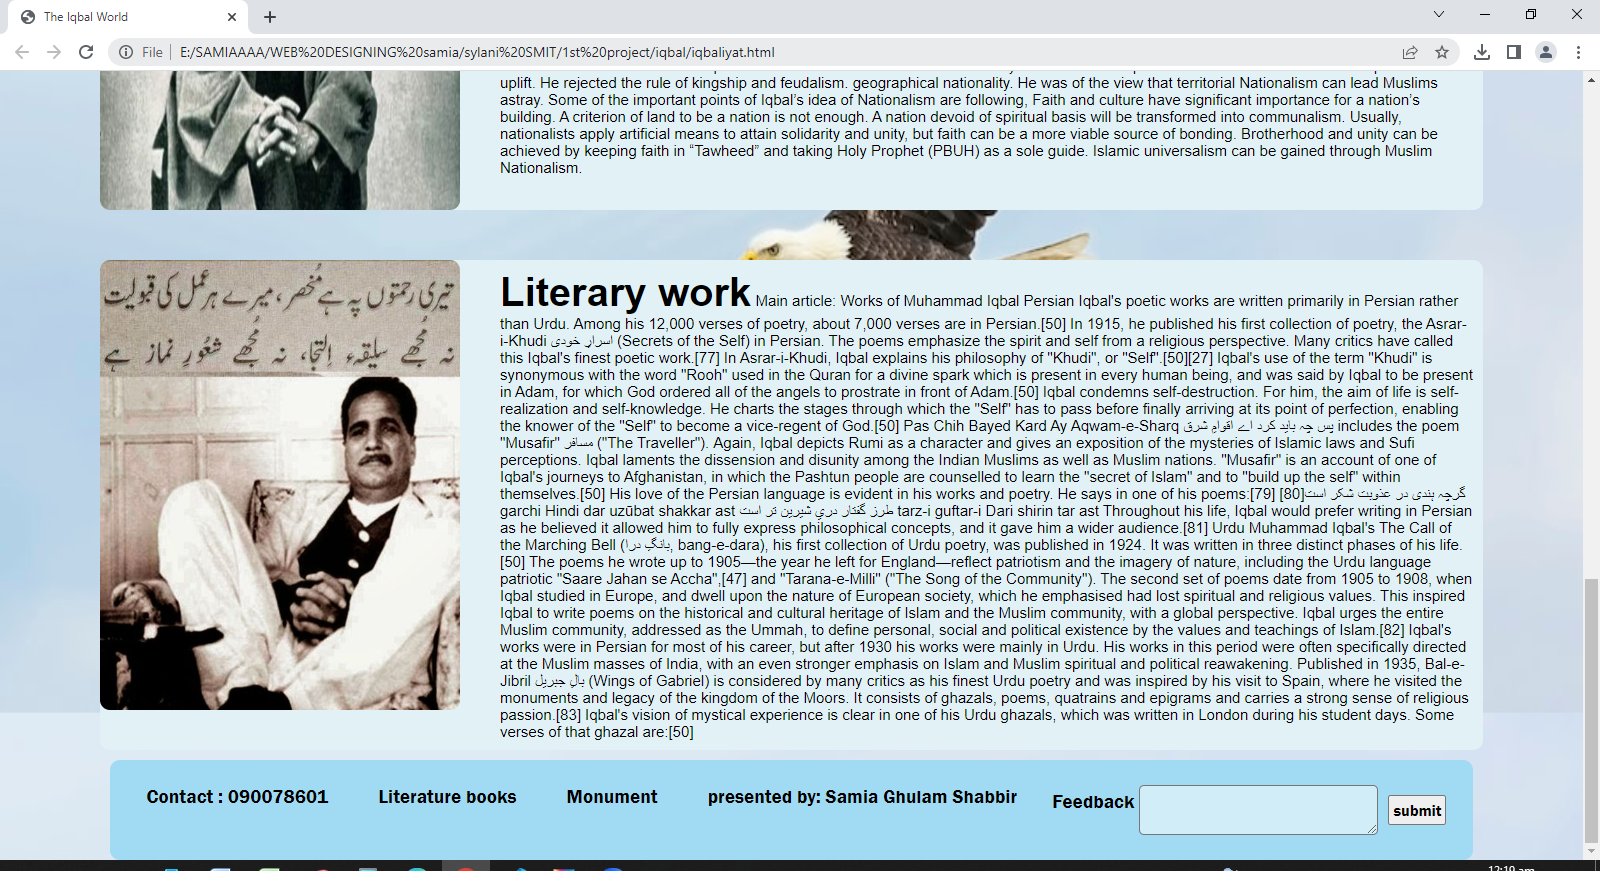 The Iqbal World
File
E:/SAMIAAAA/WEB%20DESIGNING%20samia/sylani%20SMIT/1st%20project/iqbal/iqbaliyat.html
uplift. He rejected the rule of kingship and feudalism. geographical nationality. He was of the view that territorial Nationalism can lead Muslims
astray. Some of the important points of Iqbal’s idea of Nationalism are following, Faith and culture have significant importance for a nation’s
building. A criterion of land to be a nation is not enough. A nation devoid of spiritual basis will be transformed into communalism. Usually,
nationalists apply artificial means to attain solidarity and unity, but faith can be a more viable source of bonding. Brotherhood and unity can be
achieved by keeping faith in “Tawheed” and taking Holy Prophet (PBUH) as a sole guide. Islamic universalism can be gained through Muslim
Nationalism.
تیری رحمتوں پہ ہے مُنحصر، میرے ہر عمل کی قبولیت
نہ مُجھے سلیقہء اِلتجا، نہ مُجھے شعُورِ نماز ہے
Literary work Main article: Works of Muhammad Iqbal Persian Iqbal's poetic works are written primarily in Persian rather
than Urdu. Among his 12,000 verses of poetry, about 7,000 verses are in Persian.[50] In 1915, he published his first collection of poetry, the Asrar-
i-Khudi اسرارِ خودی (Secrets of the Self) in Persian. The poems emphasize the spirit and self from a religious perspective. Many critics have called
this Iqbal's finest poetic work.[77] In Asrar-i-Khudi, Iqbal explains his philosophy of "Khudi", or "Self".[50][27] Iqbal's use of the term "Khudi" is
synonymous with the word "Rooh" used in the Quran for a divine spark which is present in every human being, and was said by Iqbal to be present
in Adam, for which God ordered all of the angels to prostrate in front of Adam.[50] Iqbal condemns self-destruction. For him, the aim of life is self-
realization and self-knowledge. He charts the stages through which the "Self" has to pass before finally arriving at its point of perfection, enabling
the knower of the "Self" to become a vice-regent of God.[50] Pas Chih Bayed Kard Ay Aqwam-e-Sharq پس چہ باید کرد اے اقوامِ شرق includes the poem
"Musafir" مسافر ("The Traveller"). Again, Iqbal depicts Rumi as a character and gives an exposition of the mysteries of Islamic laws and Sufi
perceptions. Iqbal laments the dissension and disunity among the Indian Muslims as well as Muslim nations. "Musafir" is an account of one of
Iqbal's journeys to Afghanistan, in which the Pashtun people are counselled to learn the "secret of Islam" and to "build up the self" within
themselves.[50] His love of the Persian language is evident in his works and poetry. He says in one of his poems:[79] [80]گرچہ ہندی در عذوبت شکر است
garchi Hindi dar uzūbat shakkar ast طرز گفتار دري شيرين تر است tarz-i guftar-i Dari shirin tar ast Throughout his life, Iqbal would prefer writing in Persian
as he believed it allowed him to fully express philosophical concepts, and it gave him a wider audience.[81] Urdu Muhammad Iqbal's The Call of
the Marching Bell (بانگِ درا, bang-e-dara), his first collection of Urdu poetry, was published in 1924. It was written in three distinct phases of his life.
[50] The poems he wrote up to 1905—the year he left for England—reflect patriotism and the imagery of nature, including the Urdu language
patriotic "Saare Jahan se Accha",[47] and "Tarana-e-Milli" ("The Song of the Community"). The second set of poems date from 1905 to 1908, when
Iqbal studied in Europe, and dwell upon the nature of European society, which he emphasised had lost spiritual and religious values. This inspired
Iqbal to write poems on the historical and cultural heritage of Islam and the Muslim community, with a global perspective. Iqbal urges the entire
Muslim community, addressed as the Ummah, to define personal, social and political existence by the values and teachings of Islam.[82] Iqbal's
works were in Persian for most of his career, but after 1930 his works were mainly in Urdu. His works in this period were often specifically directed
at the Muslim masses of India, with an even stronger emphasis on Islam and Muslim spiritual and political reawakening. Published in 1935, Bal-e-
Jibril بالِ جبریل (Wings of Gabriel) is considered by many critics as his finest Urdu poetry and was inspired by his visit to Spain, where he visited the
monuments and legacy of the kingdom of the Moors. It consists of ghazals, poems, quatrains and epigrams and carries a strong sense of religious
passion.[83] Iqbal's vision of mystical experience is clear in one of his Urdu ghazals, which was written in London during his student days. Some
verses of that ghazal are:[50]
Contact : 090078601
Literature books
Monument
presented by: Samia Ghulam Shabbir
Feedback
submit